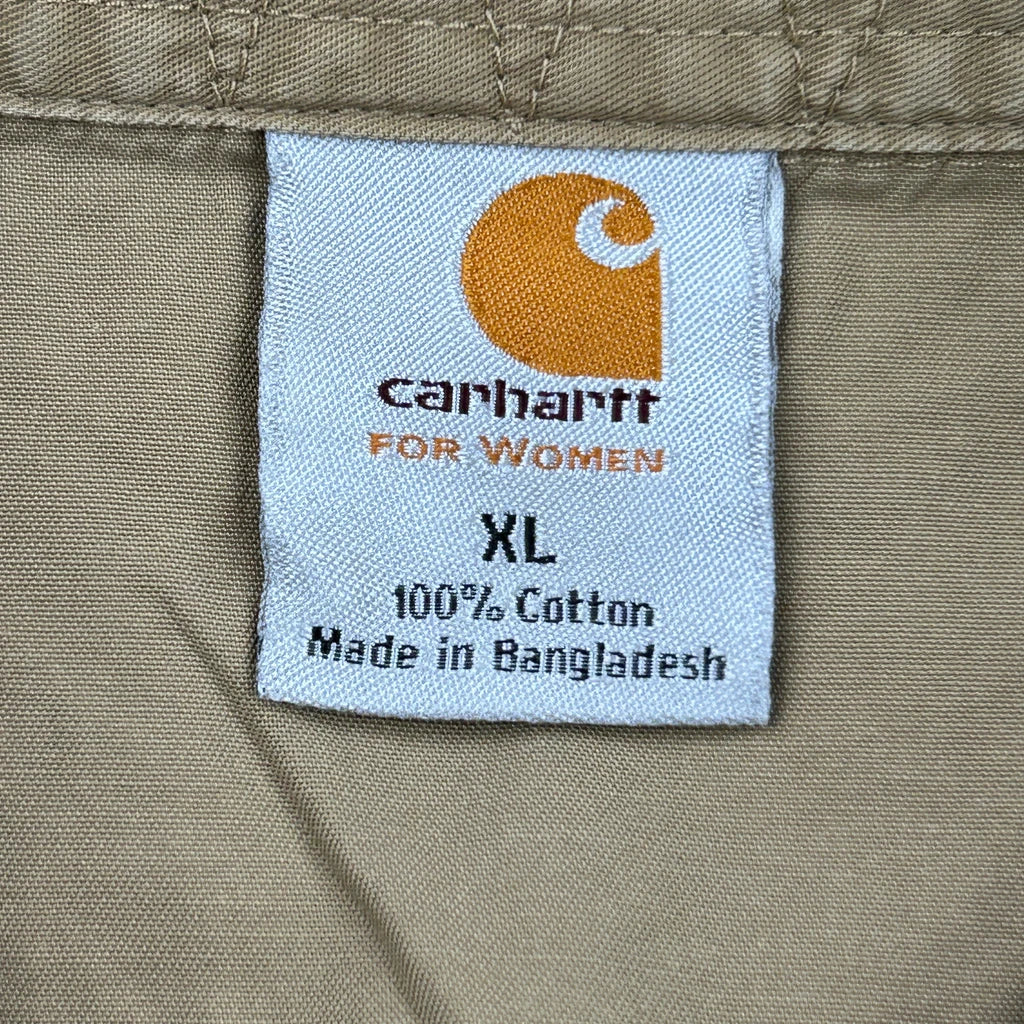 carhartt
FOR WOMEN
XL
100% Cotton
Made in Bangladesh